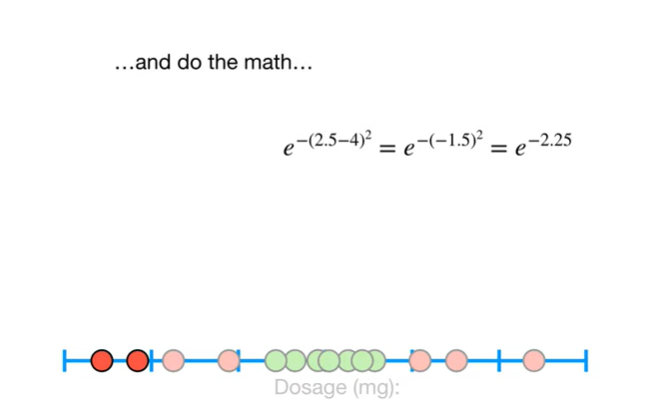 ...and do the math...
e^{-(2.5-4)^2} = e^{-(-1.5)^2} = e^{-2.25}
Dosage (mg):